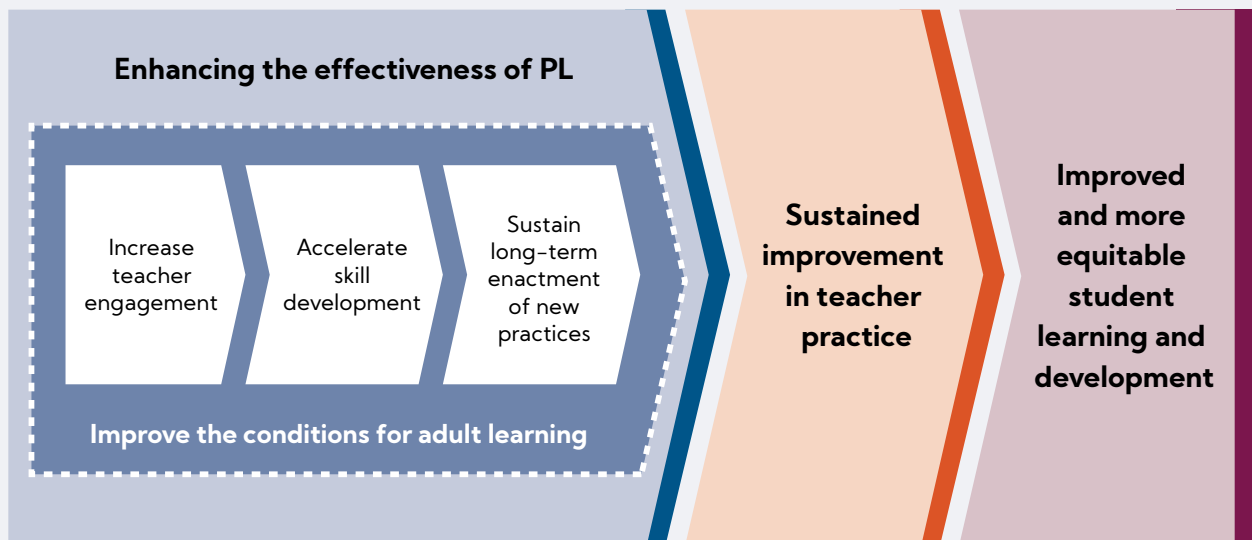 Enhancing the effectiveness of PL
Increase
teacher
engagement
Accelerate
skill
development
Sustain
long-term
enactment
of new
practices
Improve the conditions for adult learning
Sustained
improvement
in teacher
practice
Improved
and more
equitable
student
learning and
development